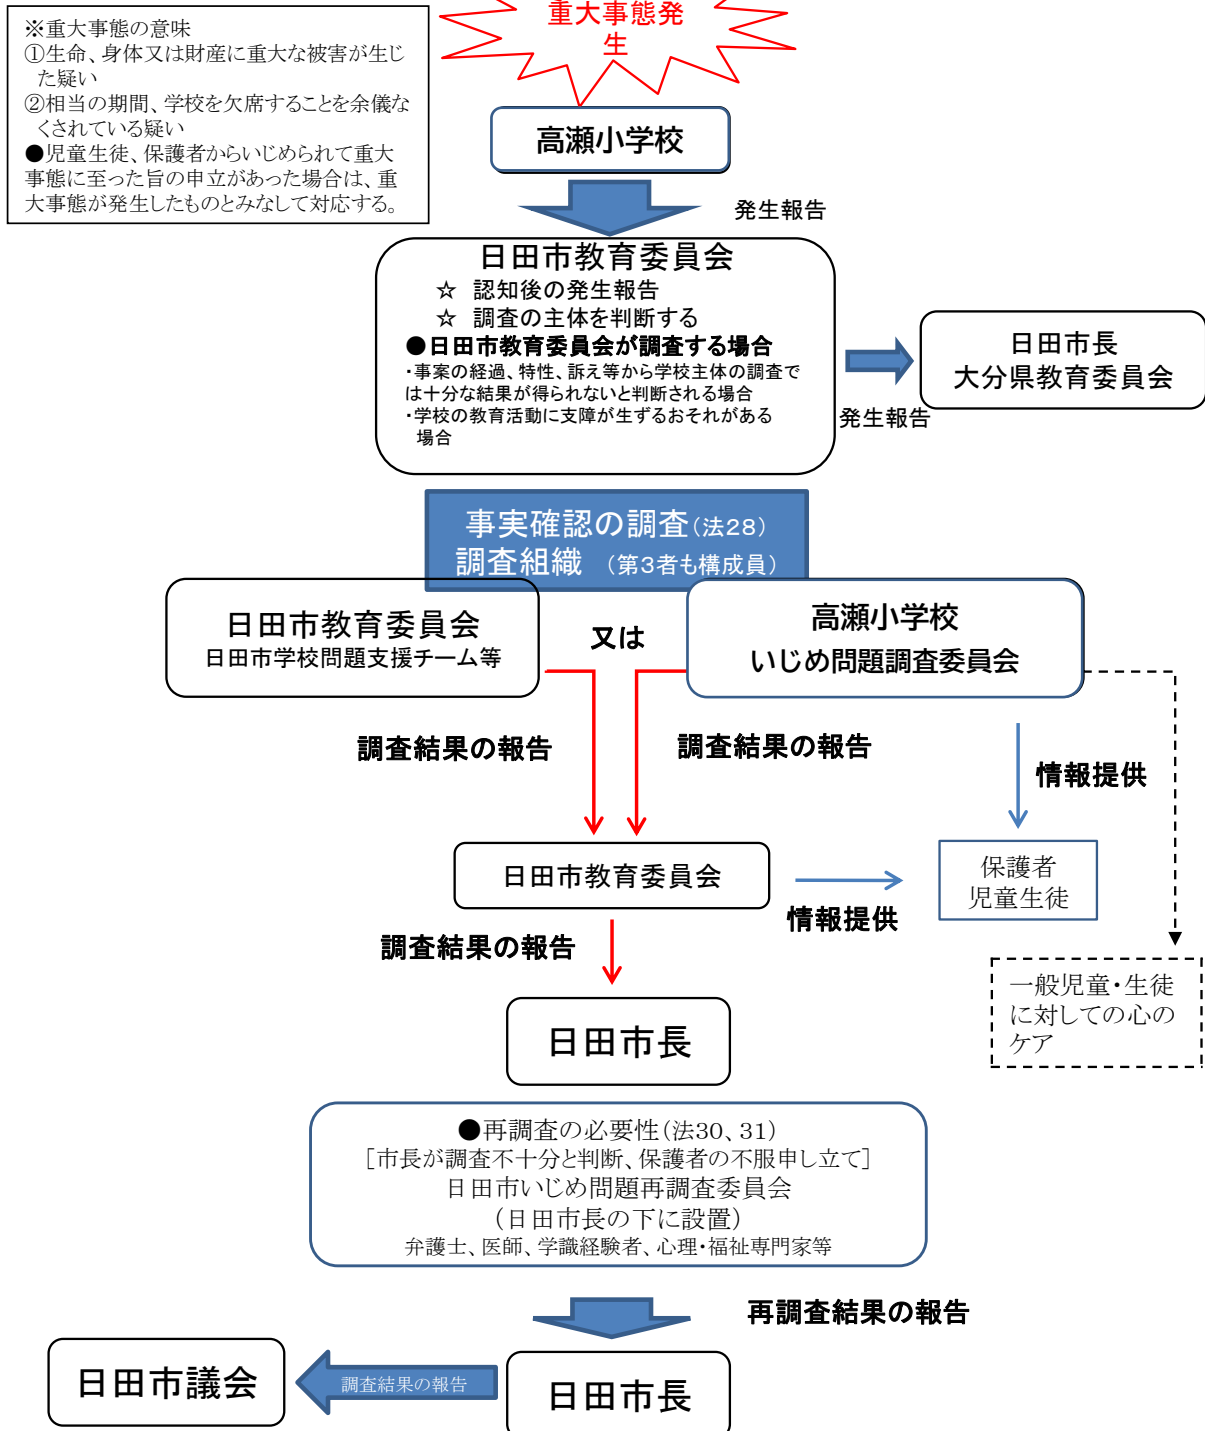 重大事態発
生
※重大事態の意味
①生命、身体又は財産に重大な被害が生じ
た疑い
②相当の期間、学校を欠席することを余儀な
くされている疑い
●児童生徒、保護者からいじめられて重大
事態に至った旨の申立があった場合は、重
大事態が発生したものとみなして対応する。
高瀬小学校
発生報告
日田市教育委員会
☆ 認知後の発生報告
☆ 調査の主体を判断する
●日田市教育委員会が調査する場合
・事案の経過、特性、訴え等から学校主体の調査で
は十分な結果が得られないと判断される場合
・学校の教育活動に支障が生ずるおそれがある
場合
発生報告
日田市長
大分県教育委員会
事実確認の調査(法28)
調査組織 (第3者も構成員)
日田市教育委員会
日田市学校問題支援チーム等
又は
高瀬小学校
いじめ問題調査委員会
調査結果の報告
調査結果の報告
情報提供
日田市教育委員会
情報提供
保護者
児童生徒
調査結果の報告
一般児童・生徒
に対しての心の
ケア
日田市長
●再調査の必要性(法30、31)
[市長が調査不十分と判断、保護者の不服申し立て]
日田市いじめ問題再調査委員会
(日田市長の下に設置)
弁護士、医師、学識経験者、心理・福祉専門家等
再調査結果の報告
日田市議会
調査結果の報告
日田市長